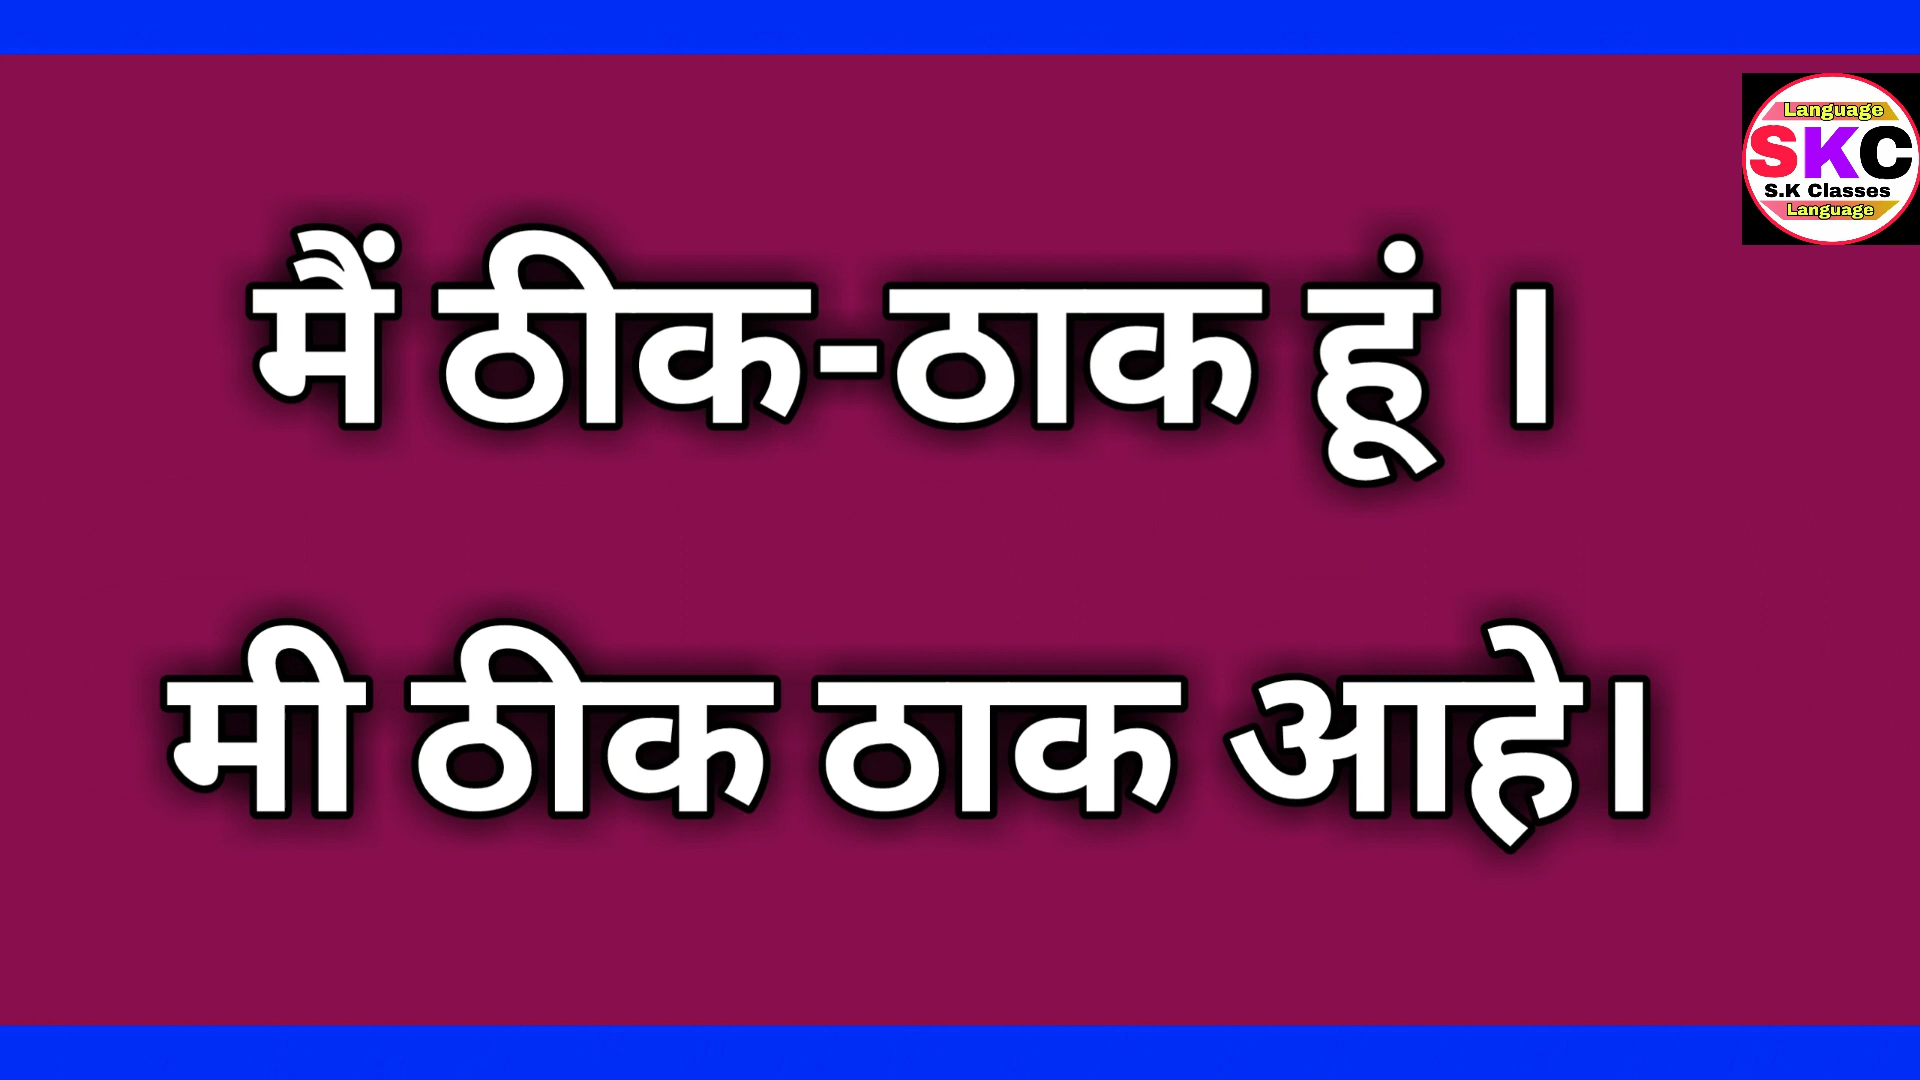 Language
SKC
S.K Classes
Language
मैं ठीक-ठाक हूं ।
मी ठीक ठाक आहे।